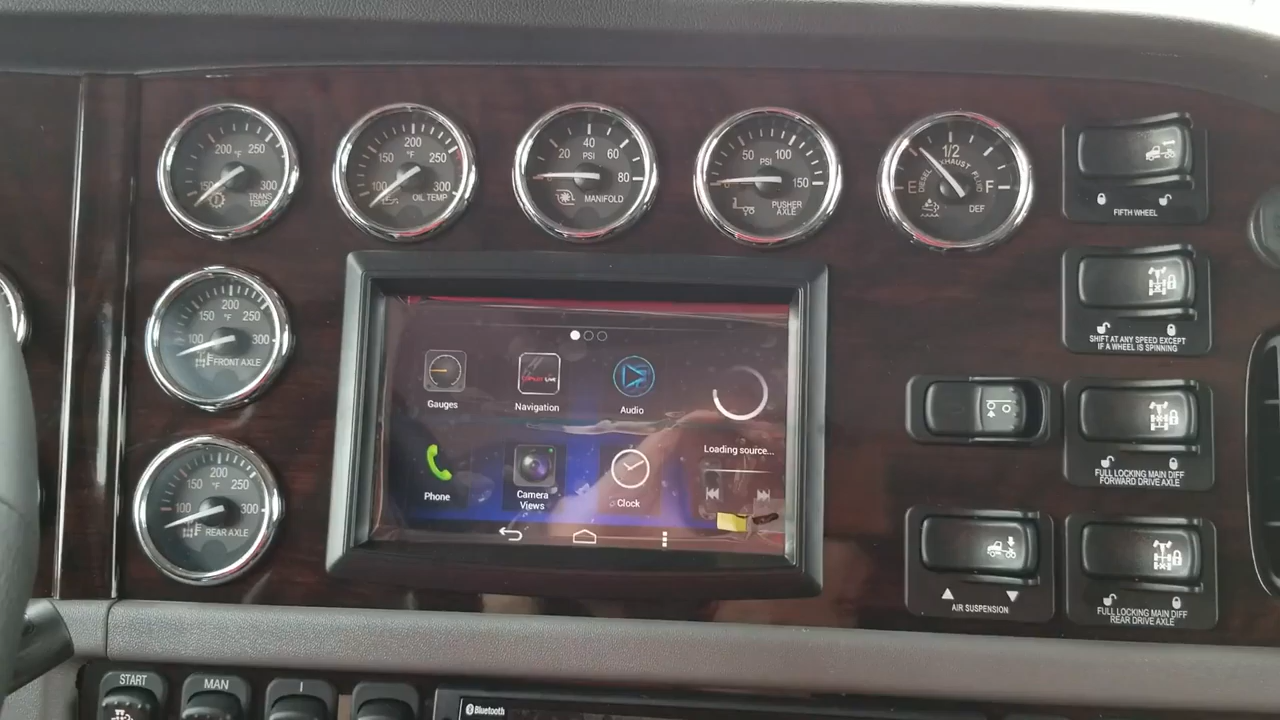 200 °F 250
150 300
TRANS
TEMP
200
150 °F 250
100 300
OIL TEMP
40
20 PSI 60
80
MANIFOLD
50 PSI 100
150
PUSHER
AXLE
1/2
DIESEL EXHAUST FLUID
E F
DEF
FIFTH WHEEL
200
150 °F 250
100 300
FRONT AXLE
SHIFT AT ANY SPEED EXCEPT
IF A WHEEL IS SPINNING
Gauges
Navigation
Audio
Loading source...
Phone
Camera
Views
Clock
200
150 °F 250
100 300
REAR AXLE
FULL LOCKING MAIN DIFF
FORWARD DRIVE AXLE
AIR SUSPENSION
FULL LOCKING MAIN DIFF
REAR DRIVE AXLE
START
MAN
I
Bluetooth